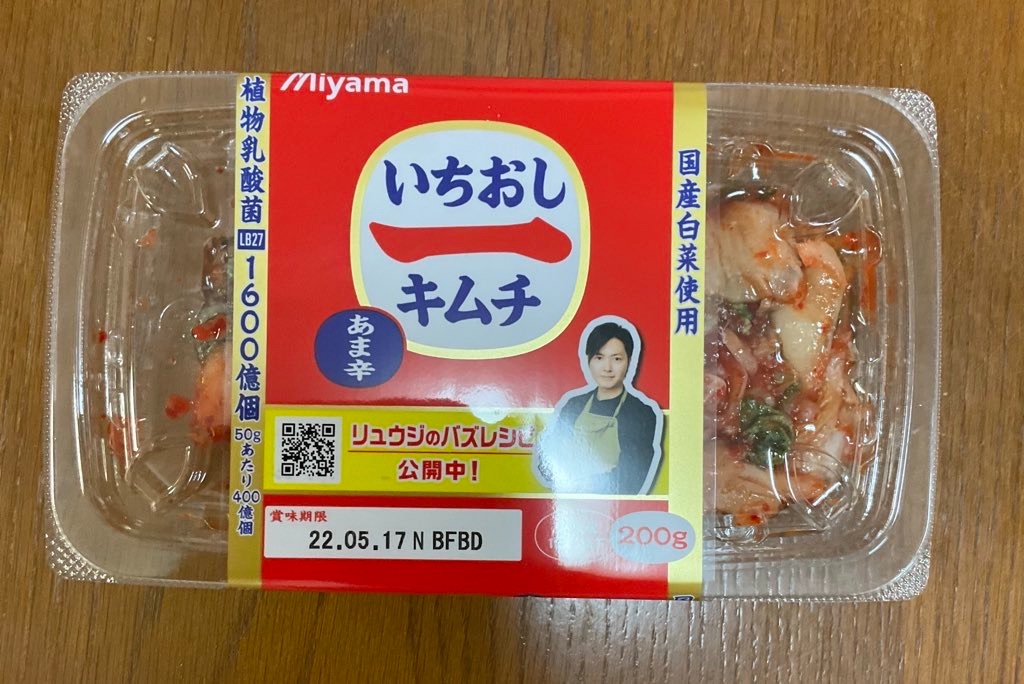 Miyama
植物乳酸菌 LB27 1600億個
50gあたり400億個
いちおし
一
キムチ
あま辛
国産白菜使用
リュウジのバズレシピ
公開中!
賞味期限
22.05.17 N BFBD
200g